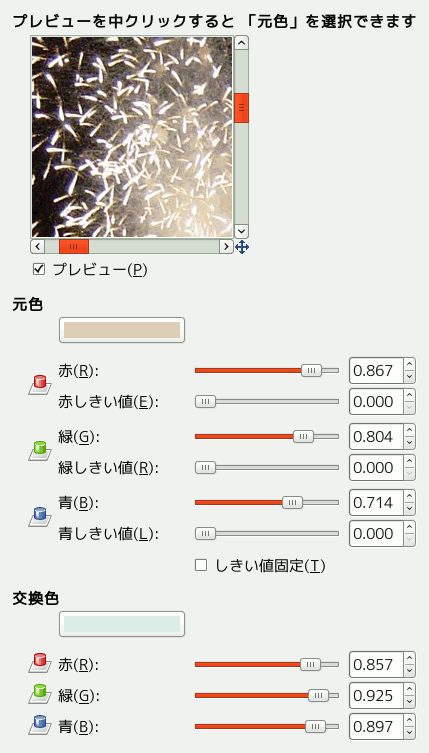 プレビューを中クリックすると 「元色」を選択できます
プレビュー(P)
元色
赤(R): 0.867
赤しきい値(E): 0.000
緑(G): 0.804
緑しきい値(R): 0.000
青(B): 0.714
青しきい値(L): 0.000
しきい値固定(T)
交換色
赤(R): 0.857
緑(G): 0.925
青(B): 0.897